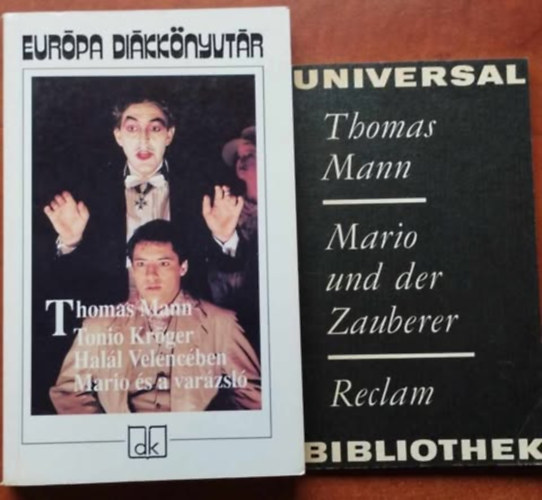 EURÓPA DIÁKKÖNYVTÁR
Thomas Mann
Tonio Kröger
Halál Velencében
Mario és a varázsló
dk
UNIVERSAL
Thomas
Mann
Mario
und der
Zauberer
Reclam
BIBLIOTHEK